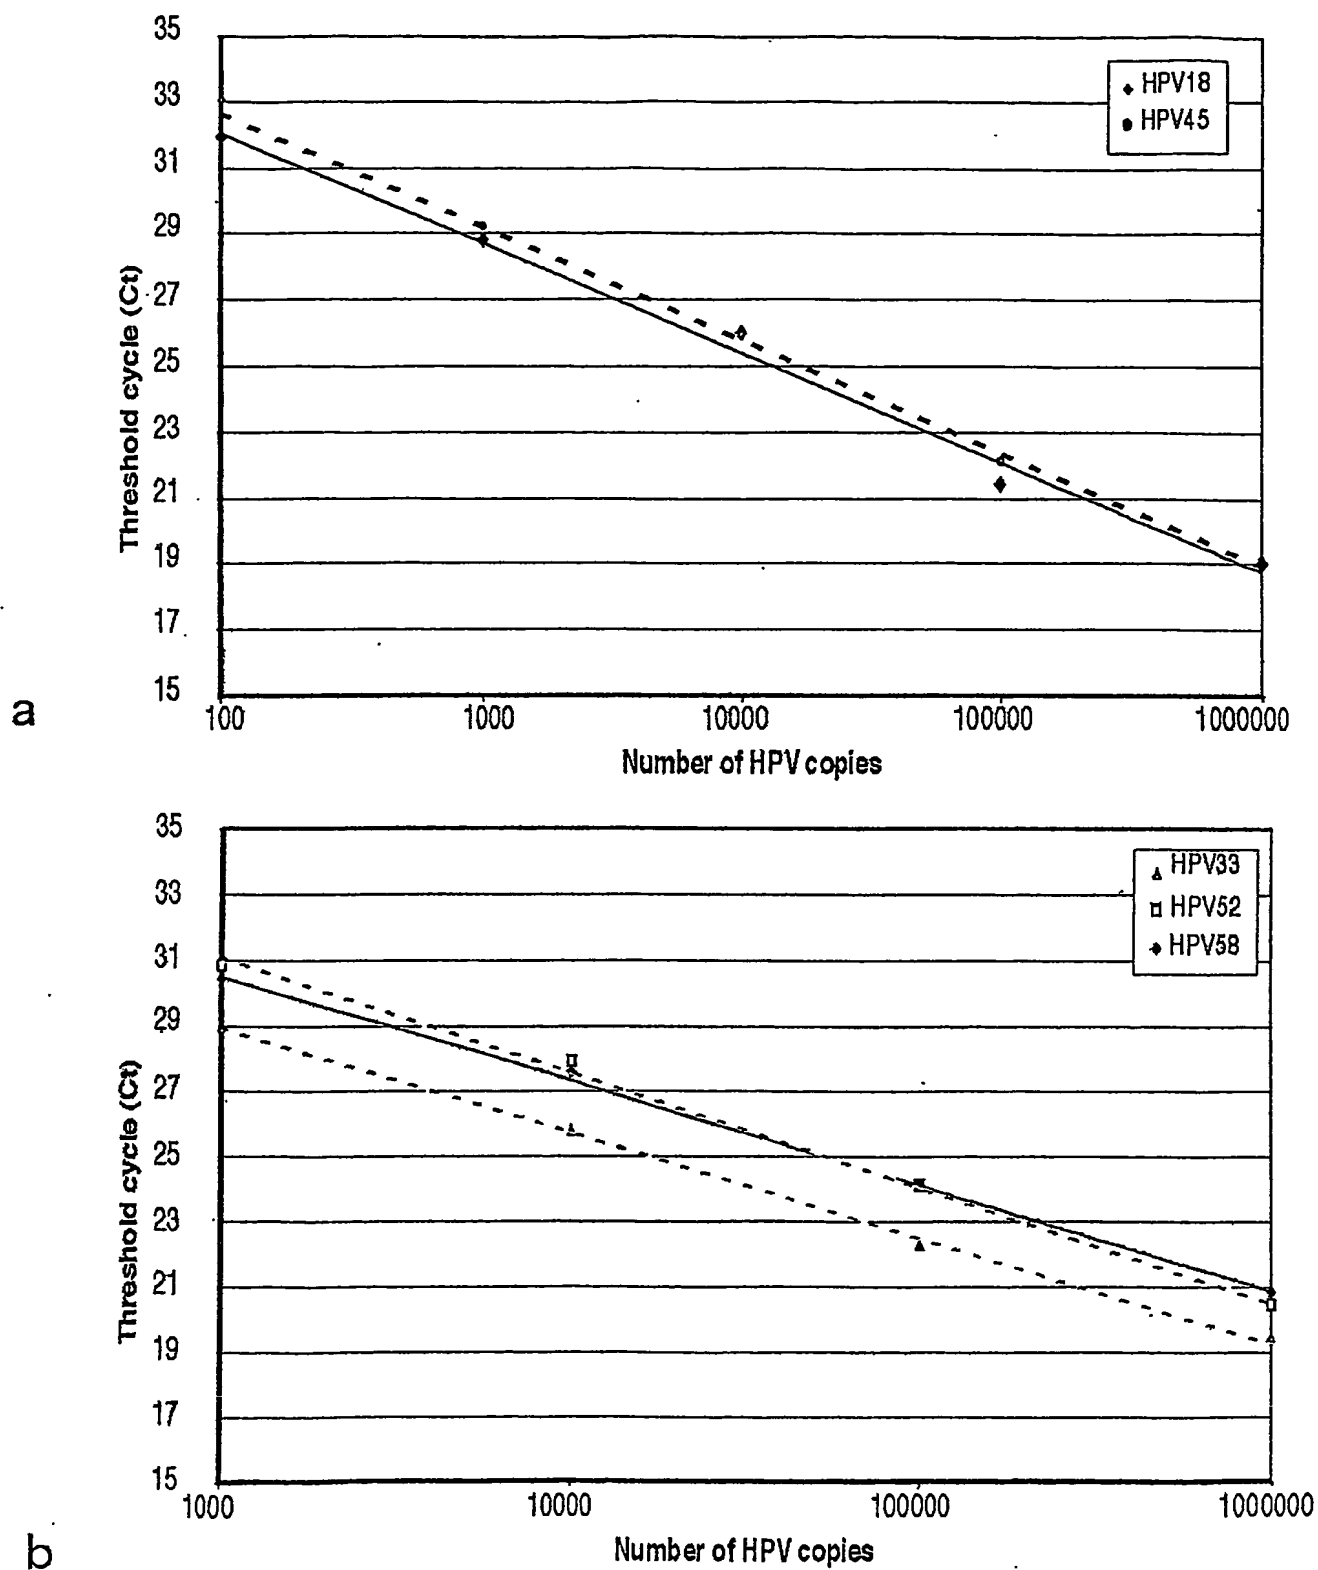 35
33
31
29
27
25
23
21
19
17
15
Threshold cycle (Ct)
HPV18
HPV45
a
100 1000 10000 100000 1000000
Number of HPV copies
35
33
31
29
27
25
23
21
19
17
15
Threshold cycle (Ct)
HPV33
HPV52
HPV58
1000 10000 100000 1000000
b
Number of HPV copies